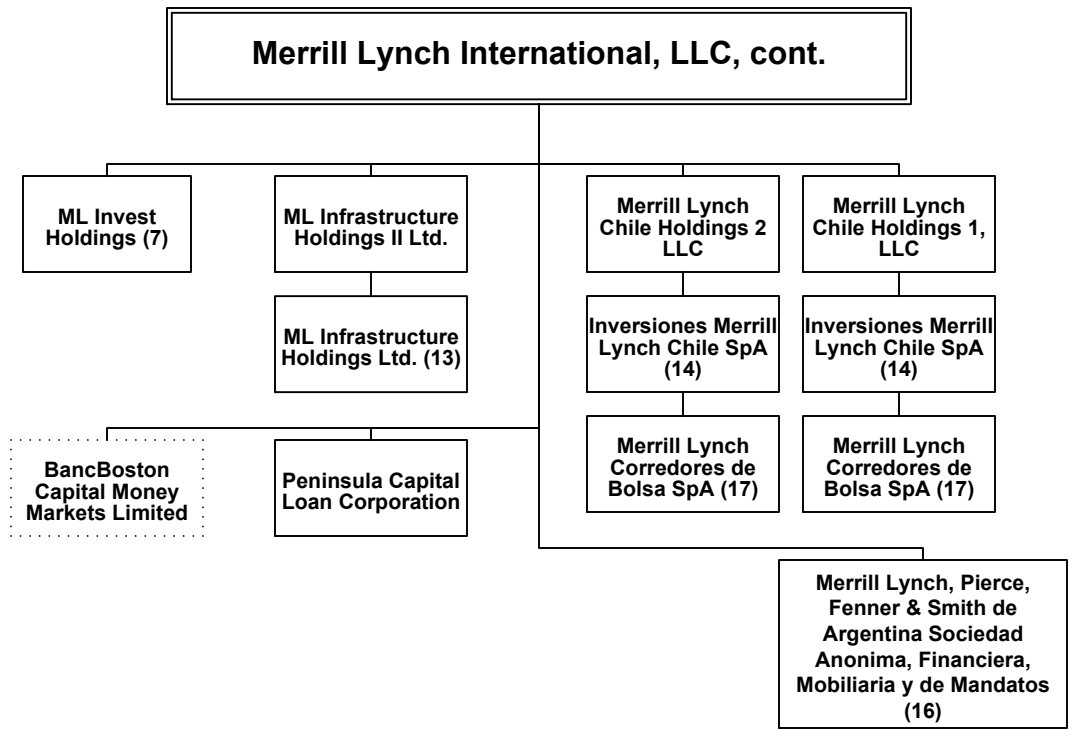 Merrill Lynch International, LLC, cont.
ML Invest
Holdings (7)
ML Infrastructure
Holdings II Ltd.
Merrill Lynch
Chile Holdings 2
LLC
Merrill Lynch
Chile Holdings 1,
LLC
ML Infrastructure
Holdings Ltd. (13)
Inversiones Merrill
Lynch Chile SpA
(14)
Inversiones Merrill
Lynch Chile SpA
(14)
BancBoston
Capital Money
Markets Limited
Peninsula Capital
Loan Corporation
Merrill Lynch
Corredores de
Bolsa SpA (17)
Merrill Lynch
Corredores de
Bolsa SpA (17)
Merrill Lynch, Pierce,
Fenner & Smith de
Argentina Sociedad
Anonima, Financiera,
Mobiliaria y de Mandatos
(16)